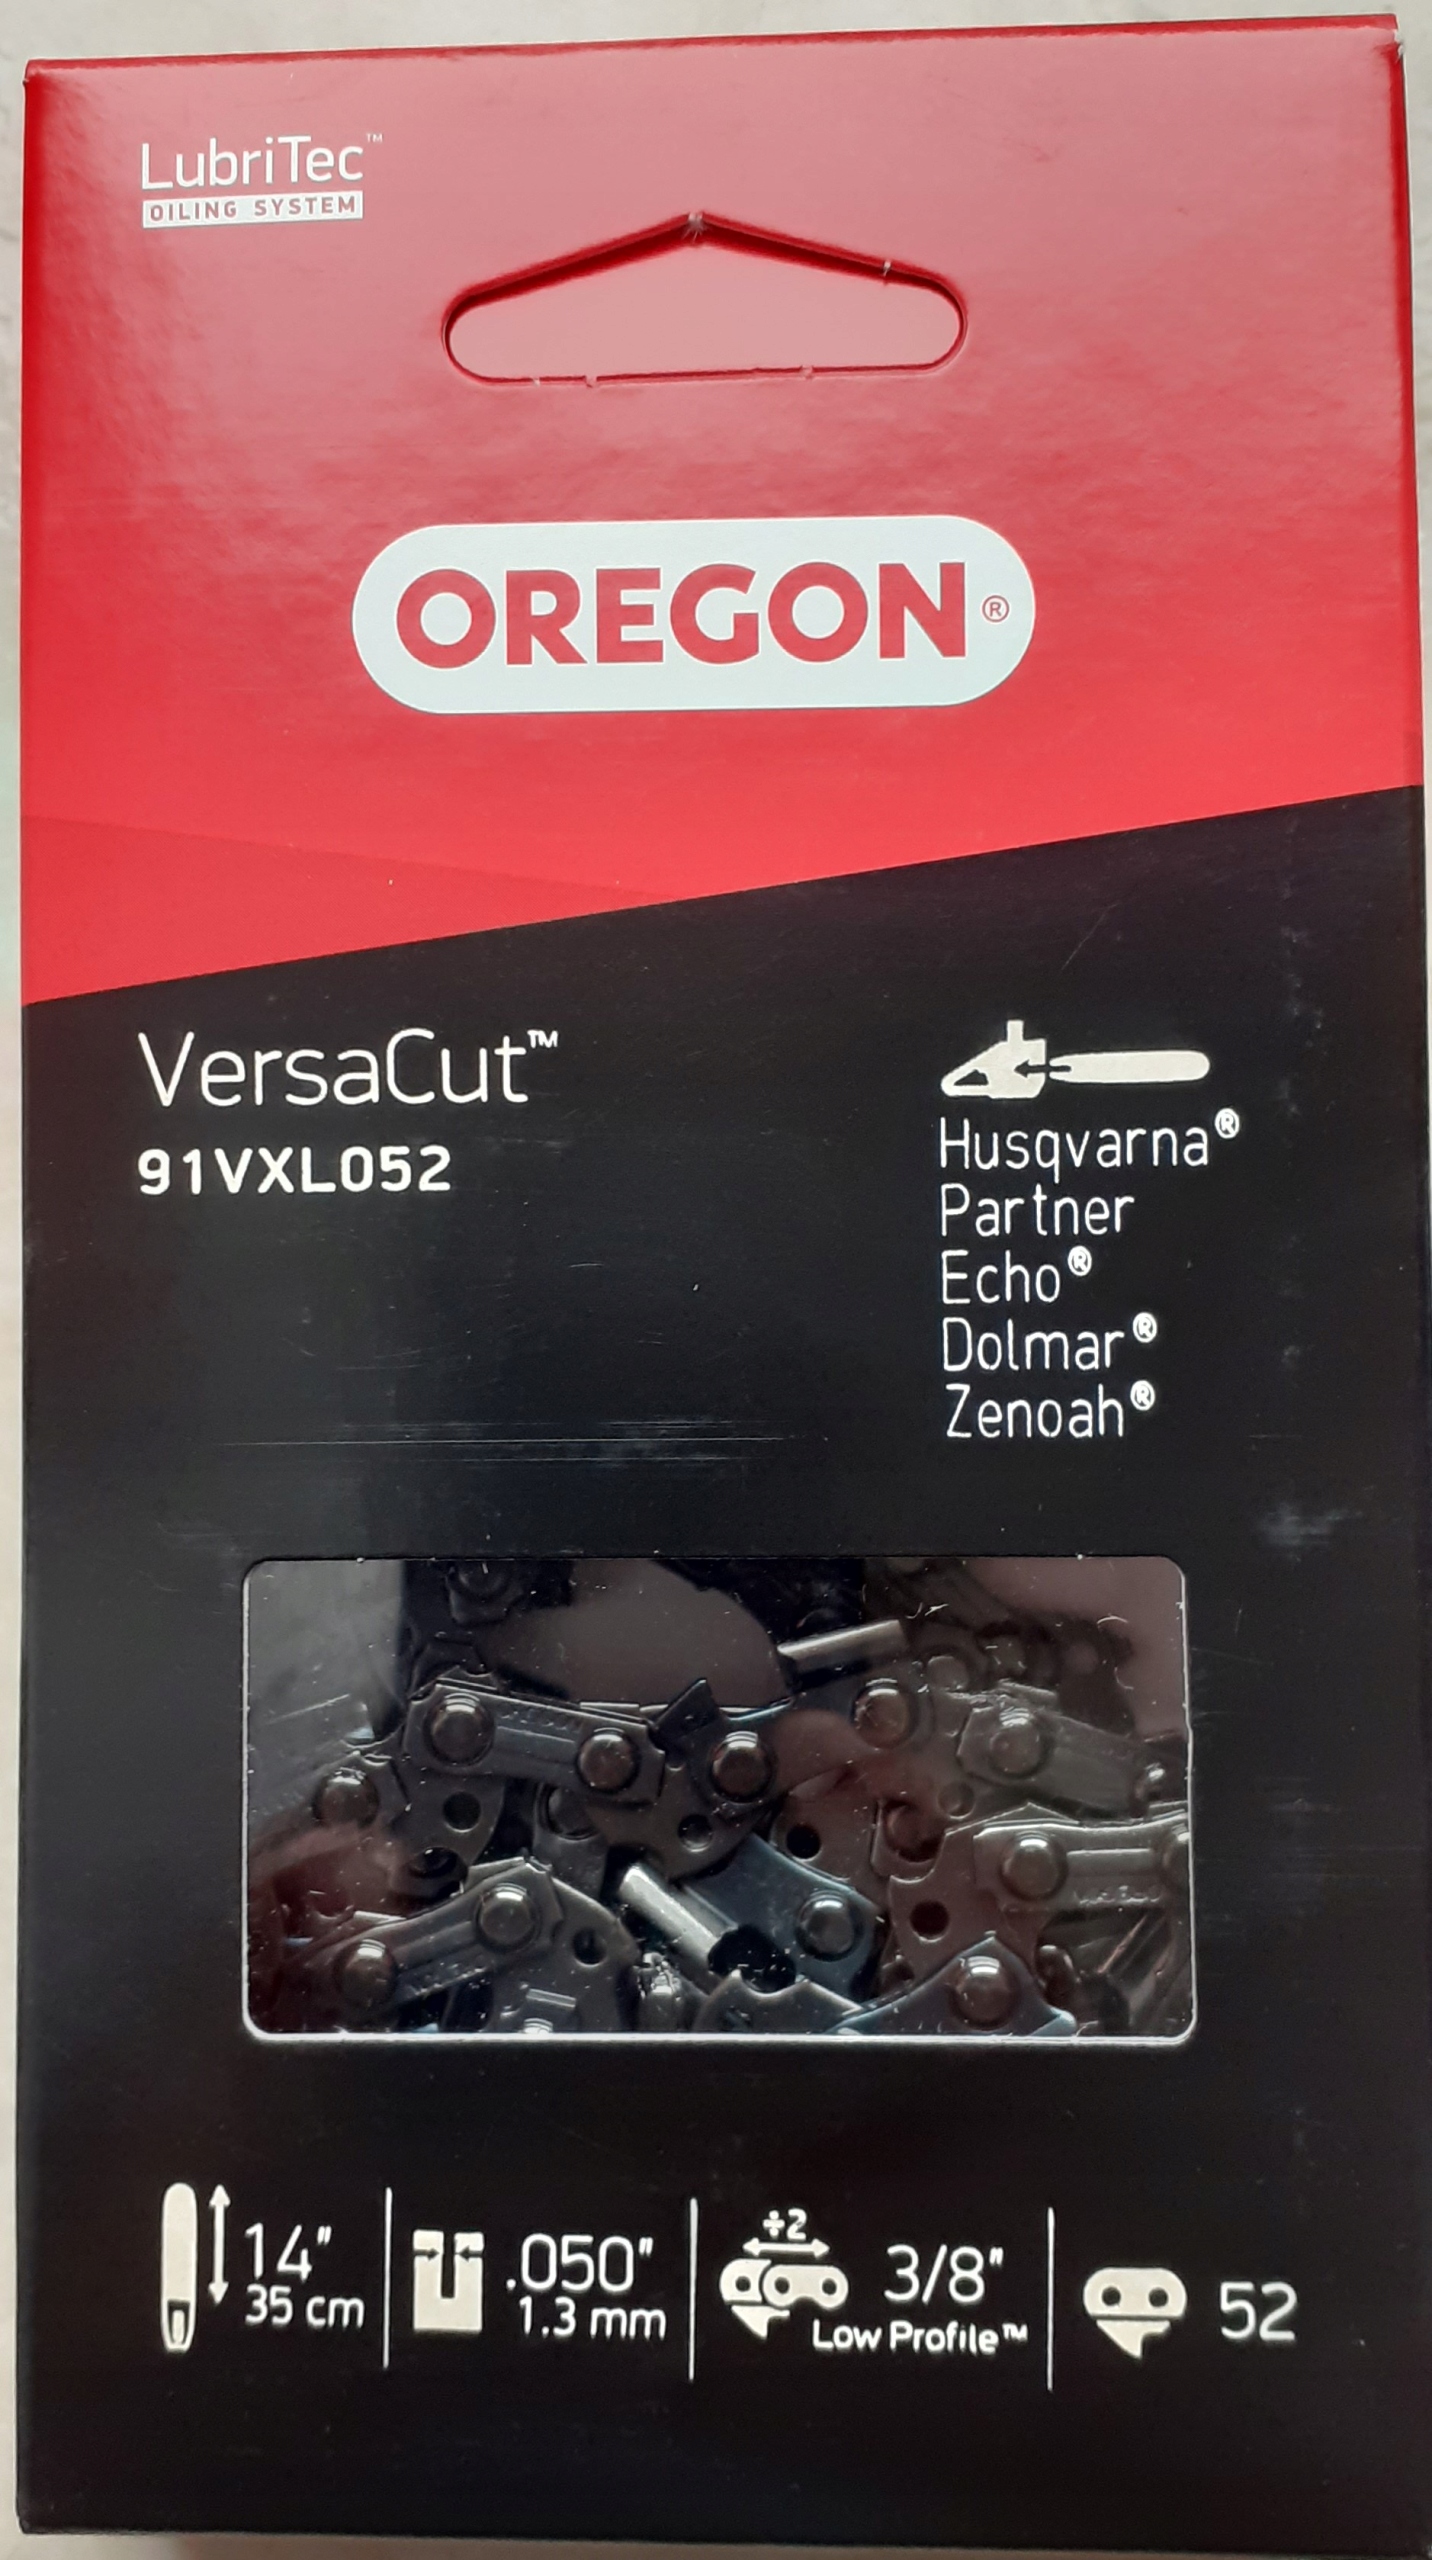 LubriTec™
OILING SYSTEM
OREGON®
VersaCut™
91VXL052
Husqvarna®
Partner
Echo®
Dolmar®
Zenoah®
14"
35 cm
.050"
1.3 mm
÷2
3/8"
Low Profile™
52